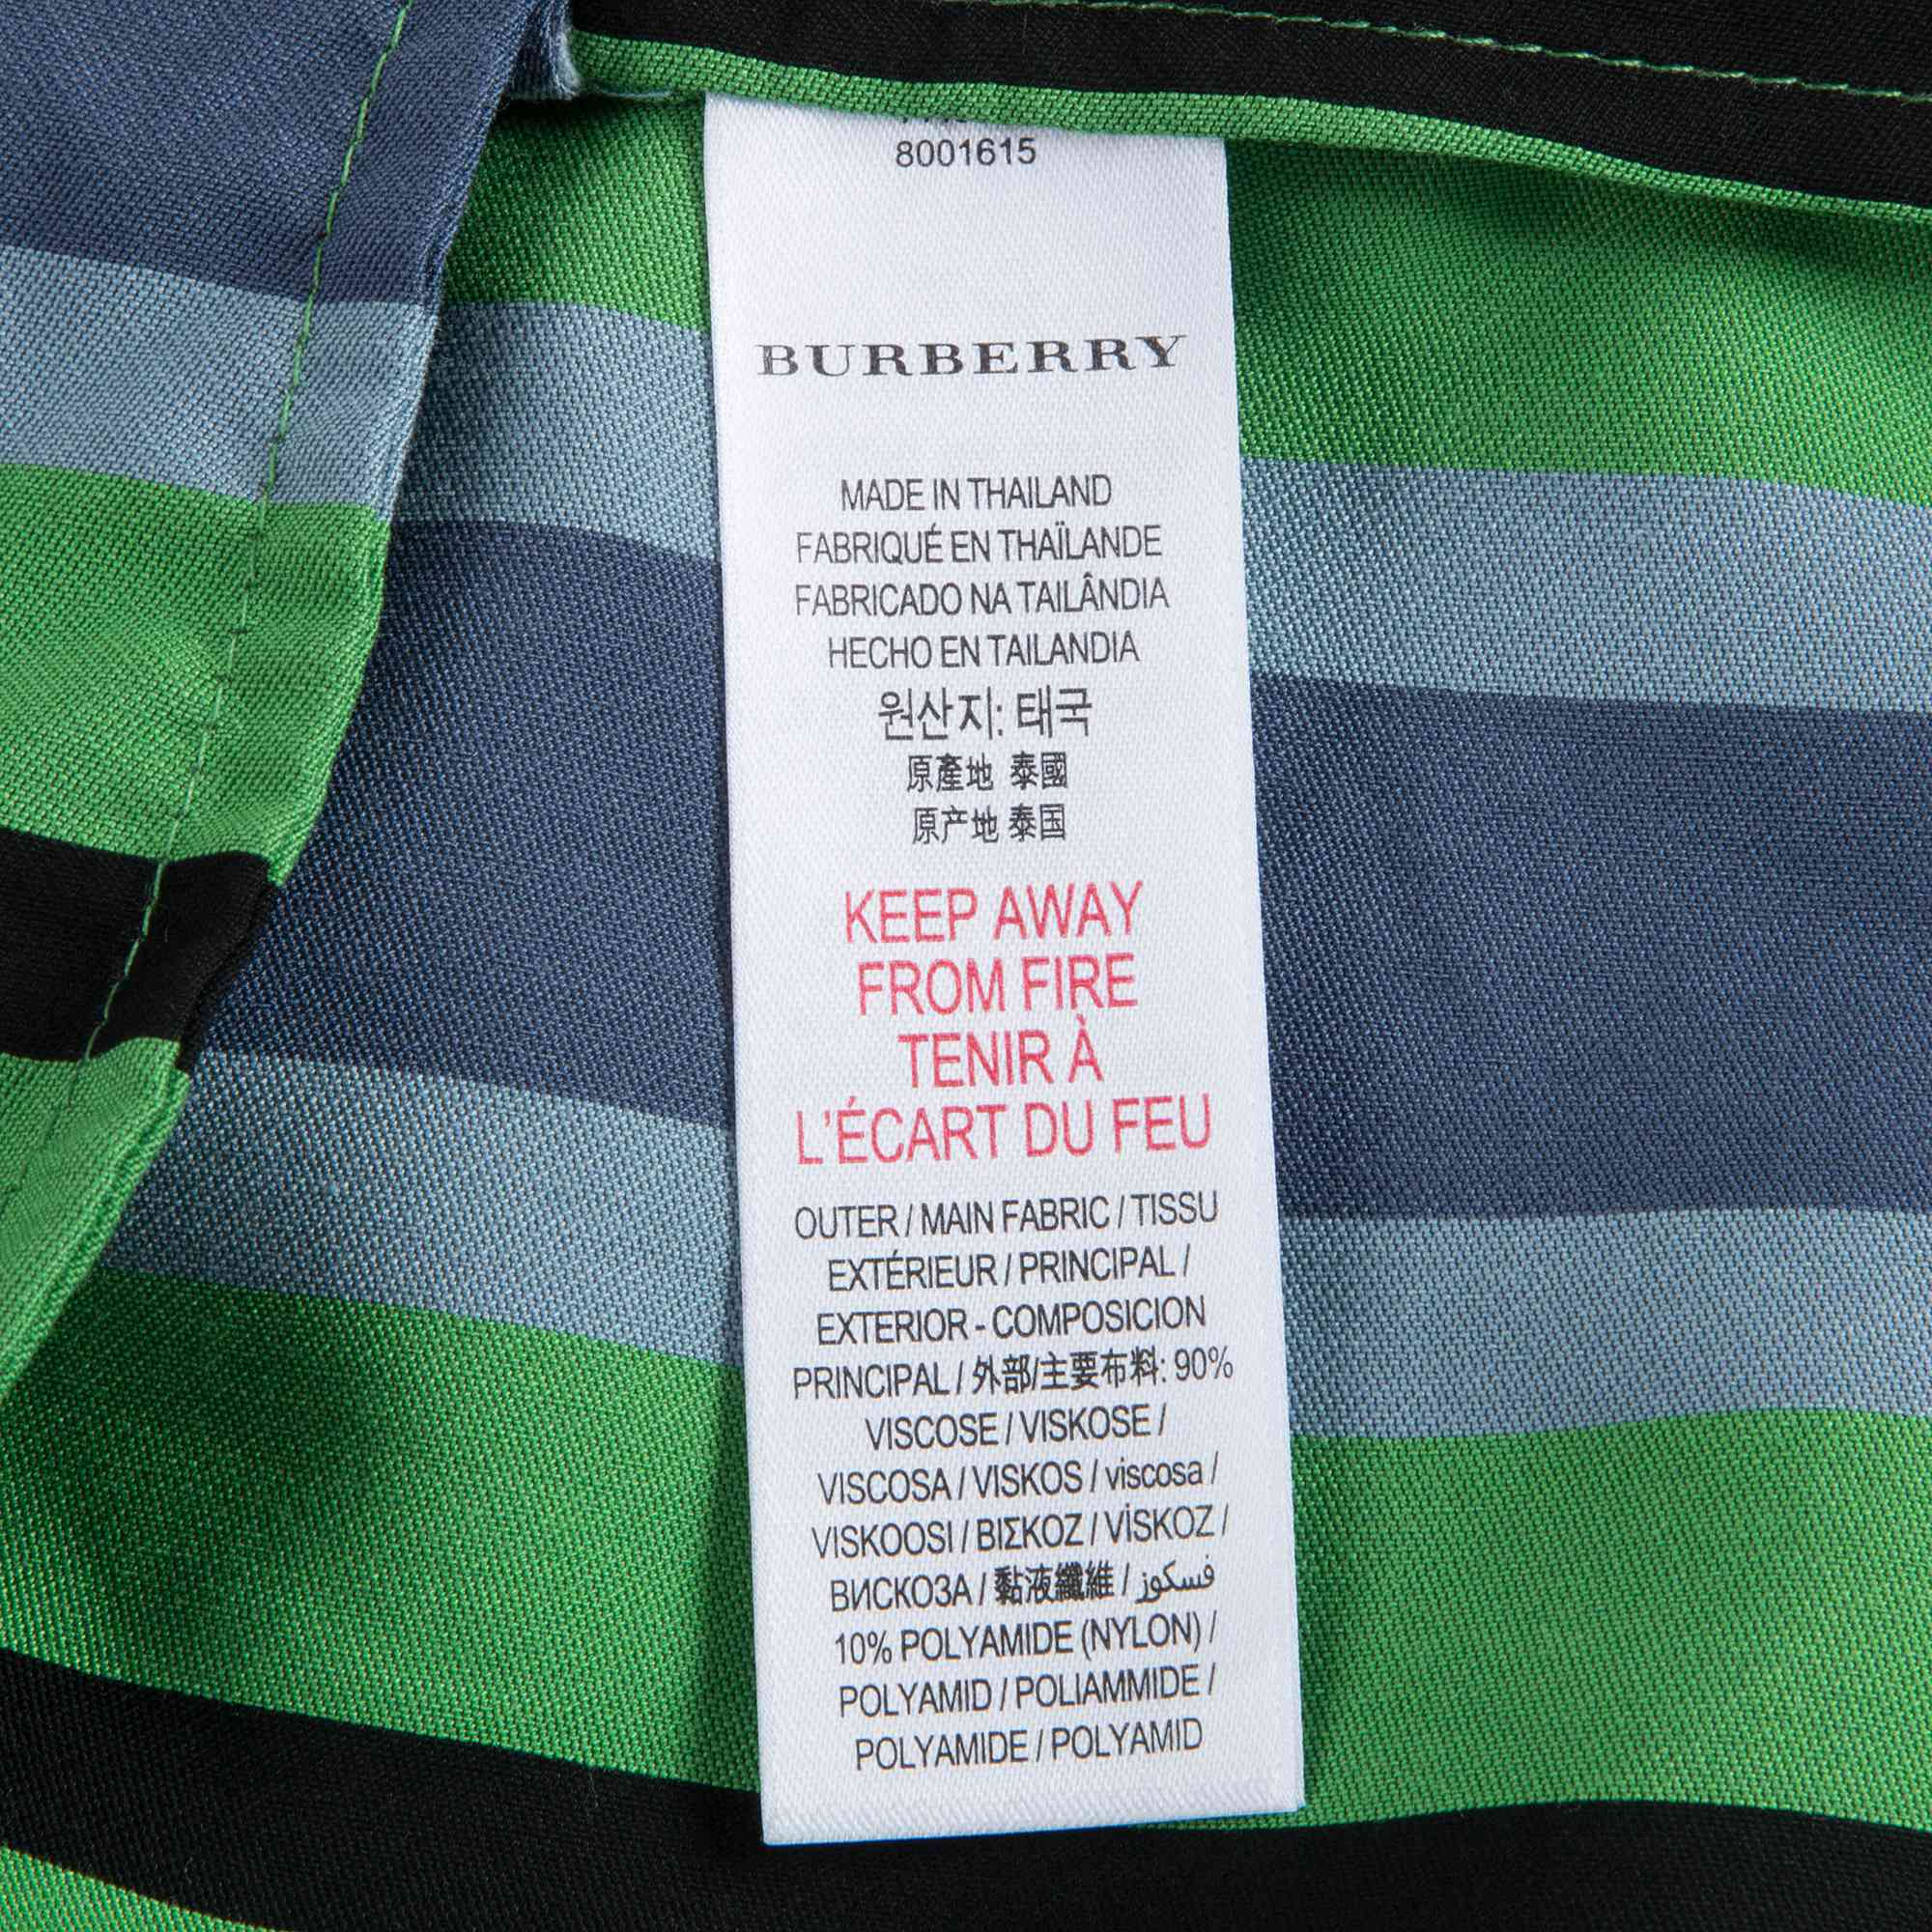 8001615
BURBERRY
MADE IN THAILAND
FABRIQUÉ EN THAÏLANDE
FABRICADO NA TAILÂNDIA
HECHO EN TAILANDIA
원산지: 태국
原產地 泰國
原产地 泰国
KEEP AWAY
FROM FIRE
TENIR À
L'ÉCART DU FEU
OUTER / MAIN FABRIC / TISSU
EXTÉRIEUR / PRINCIPAL /
EXTERIOR - COMPOSICION
PRINCIPAL / 外部/主要布料: 90%
VISCOSE / VISKOSE /
VISCOSA / VISKOS / viscosa /
VISKOOSI / ΒΙΣΚΟΖ / VİSKOZ /
ВИСКОЗА / 黏液纖維 / فسكوز
10% POLYAMIDE (NYLON) /
POLYAMID / POLIAMMIDE /
POLYAMIDE / POLYAMID